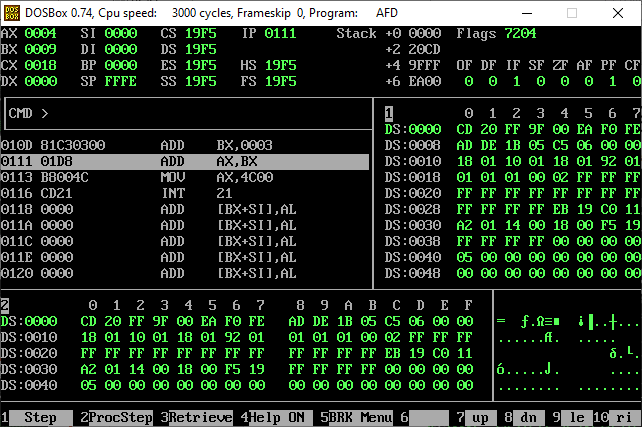 DOSBox 0.74, Cpu speed: 3000 cycles, Frameskip 0, Program: AFD
AX 0004 SI 0000 CS 19F5 IP 0111 Stack +0 0000 Flags 7204
BX 0009 DI 0000 DS 19F5 +2 20CD
CX 0018 BP 0000 ES 19F5 HS 19F5 +4 9FFF OF DF IF SF ZF AF PF CF
DX 0000 SP FFFE SS 19F5 FS 19F5 +6 EA00 0 0 1 0 0 0 1 0
CMD >
1 0 1 2 3 4 5 6 7
DS:0000 CD 20 FF 9F 00 EA F0 FE
DS:0008 AD DE 1B 05 C5 06 00 00
010D 81C30300 ADD BX,0003 DS:0010 18 01 10 01 18 01 92 01
0111 01D8 ADD AX,BX DS:0018 01 01 01 00 02 FF FF FF
0113 B8004C MOV AX,4C00 DS:0020 FF FF FF FF FF FF FF FF
0116 CD21 INT 21 DS:0028 FF FF FF FF EB 19 C0 11
0118 0000 ADD [BX+SI],AL DS:0030 A2 01 14 00 18 00 F5 19
011A 0000 ADD [BX+SI],AL DS:0038 FF FF FF FF 00 00 00 00
011C 0000 ADD [BX+SI],AL DS:0040 05 00 00 00 00 00 00 00
011E 0000 ADD [BX+SI],AL DS:0048 00 00 00 00 00 00 00 00
0120 0000 ADD [BX+SI],AL
2 0 1 2 3 4 5 6 7 8 9 A B C D E F
DS:0000 CD 20 FF 9F 00 EA F0 FE AD DE 1B 05 C5 06 00 00 = ƒ.Ω≡■ ¡▐..┼..
DS:0010 18 01 10 01 18 01 92 01 01 01 01 00 02 FF FF FF ......Æ. .....
DS:0020 FF FF FF FF FF FF FF FF FF FF FF FF EB 19 C0 11 δ.└.
DS:0030 A2 01 14 00 18 00 F5 19 FF FF FF FF 00 00 00 00 ó.....⌡. ....
DS:0040 05 00 00 00 00 00 00 00 00 00 00 00 00 00 00 00 ........ ........
1 Step 2ProcStep 3Retrieve 4Help ON 5BRK Menu 6 7 up 8 dn 9 le 10 ri